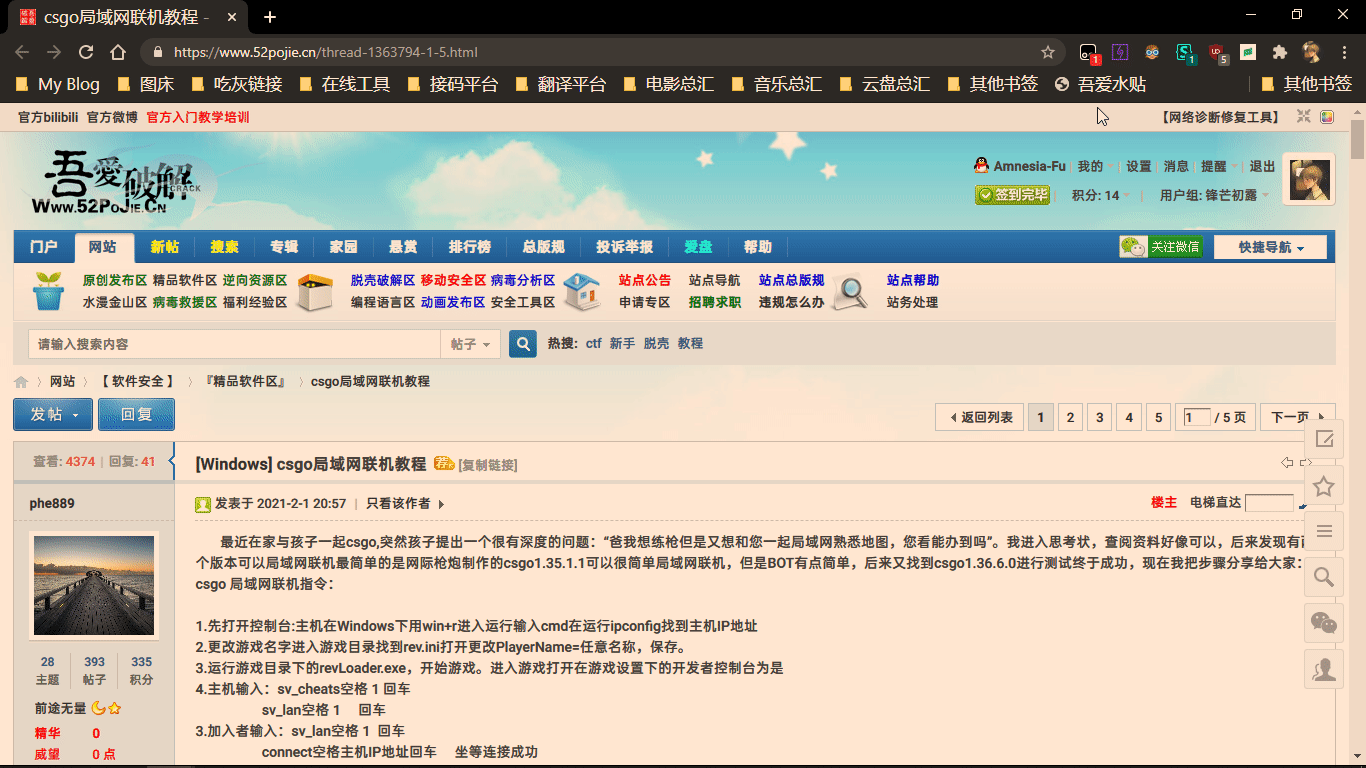 csgo局域网联机教程 -
https://www.52pojie.cn/thread-1363794-1-5.html
1 1 5
My Blog 图床 吃灰链接 在线工具 接码平台 翻译平台 电影总汇 音乐总汇 云盘总汇 其他书签 吾爱水贴 其他书签
官方bilibili 官方微博 官方入门教学培训 【网络诊断修复工具】
吾愛破解 CRACK
Www.52PoJie.Cn
Amnesia-Fu 我的 设置 消息 提醒 退出
签到完毕 积分: 14 用户组: 锋芒初露
门户 网站 新帖 搜索 专辑 家园 悬赏 排行榜 总版规 投诉举报 爱盘 帮助 关注微信 快捷导航
原创发布区 精品软件区 逆向资源区 脱壳破解区 移动安全区 病毒分析区 站点公告 站点导航 站点总版规 站点帮助
水漫金山区 病毒救援区 福利经验区 编程语言区 动画发布区 安全工具区 申请专区 招聘求职 违规怎么办 站务处理
请输入搜索内容 帖子 热搜: ctf 新手 脱壳 教程
网站 【 软件安全 】 『精品软件区』 csgo局域网联机教程
发帖 回复 返回列表 1 2 3 4 5 1 / 5 页 下一页
查看: 4374 | 回复: 41 [Windows] csgo局域网联机教程 荐 [复制链接]
phe889 发表于 2021-2-1 20:57 | 只看该作者 楼主 电梯直达
最近在家与孩子一起csgo,突然孩子提出一个很有深度的问题：“爸我想练枪但是又想和您一起局域网熟悉地图，您看能办到吗”。我进入思考状，查阅资料好像可以，后来发现有
个版本可以局域网联机最简单的是网际枪炮制作的csgo1.35.1.1可以很简单局域网联机，但是BOT有点简单，后来又找到csgo1.36.6.0进行测试终于成功，现在我把步骤分享给大家：
csgo 局域网联机指令：
1.先打开控制台:主机在Windows下用win+r进入运行输入cmd在运行ipconfig找到主机IP地址
2.更改游戏名字进入游戏目录找到rev.ini打开更改PlayerName=任意名称，保存。
3.运行游戏目录下的revLoader.exe，开始游戏。进入游戏打开在游戏设置下的开发者控制台为是
4.主机输入：sv_cheats空格 1 回车
sv_lan空格 1 回车
3.加入者输入：sv_lan空格 1 回车
connect空格主机IP地址回车 坐等连接成功
28 393 335
主题 帖子 积分
前途无量
精华 0
威望 0 点